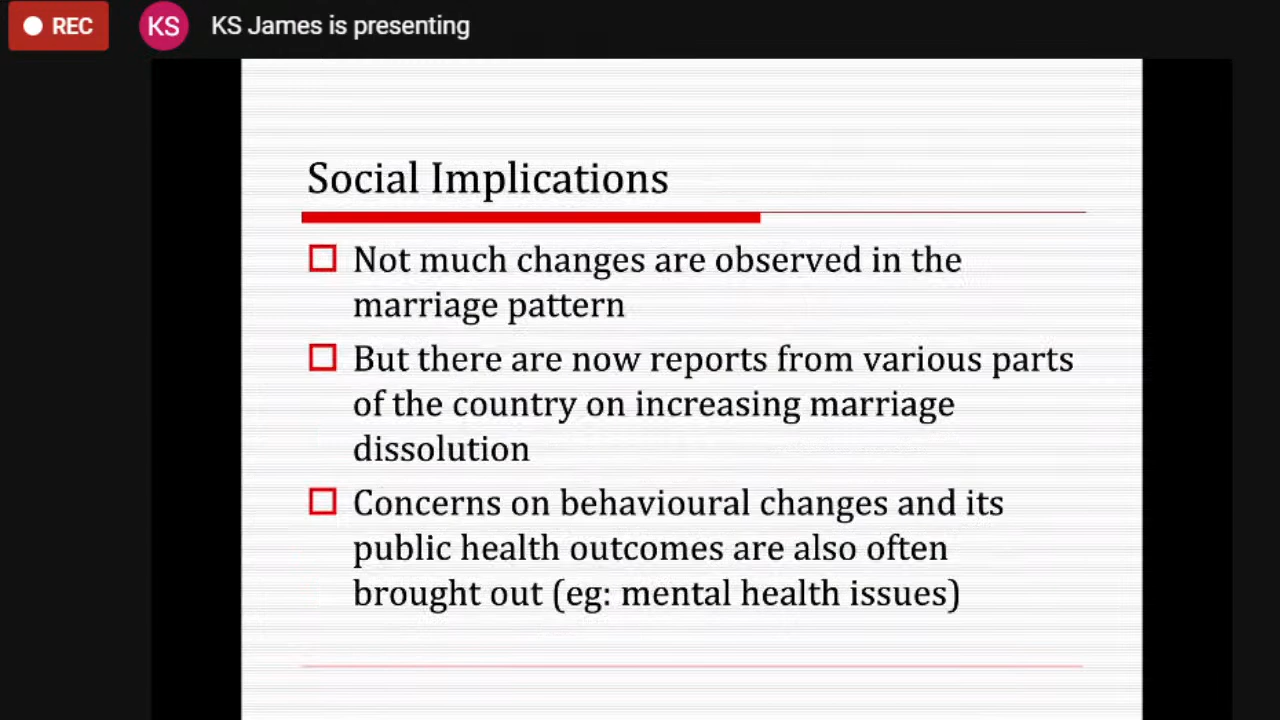 REC
KS
KS James is presenting
Social Implications
Not much changes are observed in the
marriage pattern
But there are now reports from various parts
of the country on increasing marriage
dissolution
Concerns on behavioural changes and its
public health outcomes are also often
brought out (eg: mental health issues)